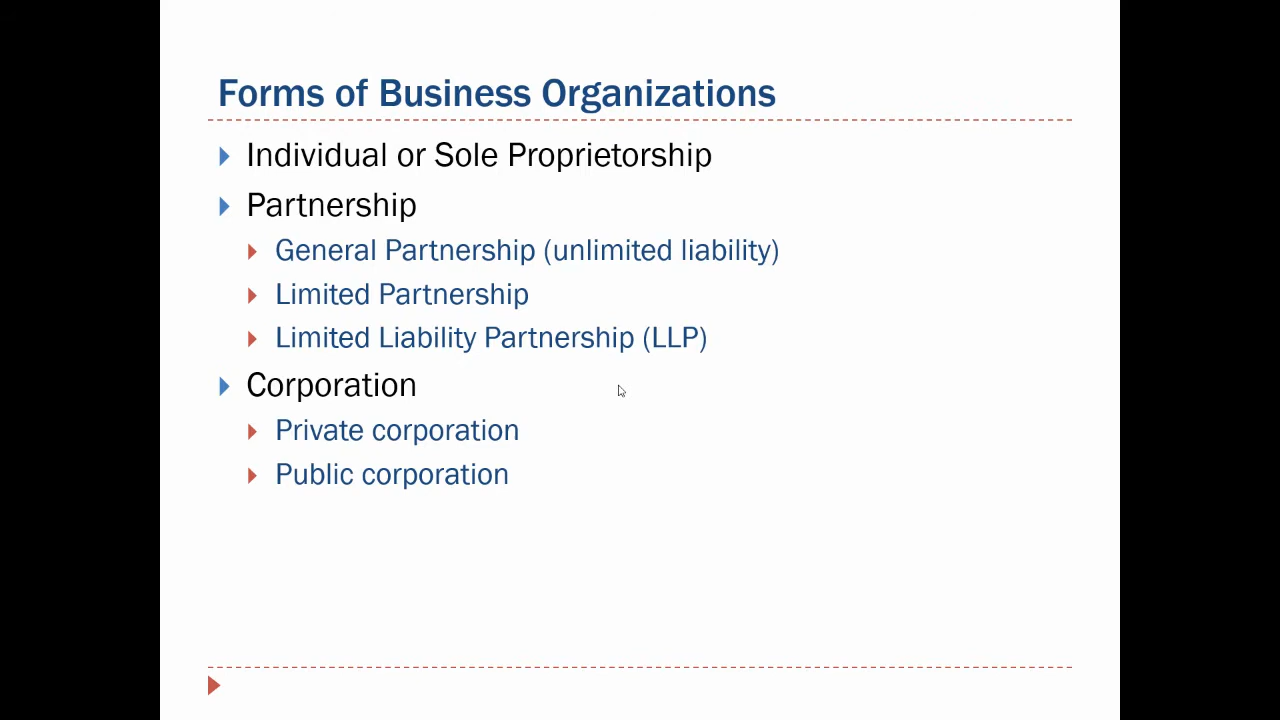 Forms of Business Organizations
Individual or Sole Proprietorship
Partnership
General Partnership (unlimited liability)
Limited Partnership
Limited Liability Partnership (LLP)
Corporation
Private corporation
Public corporation